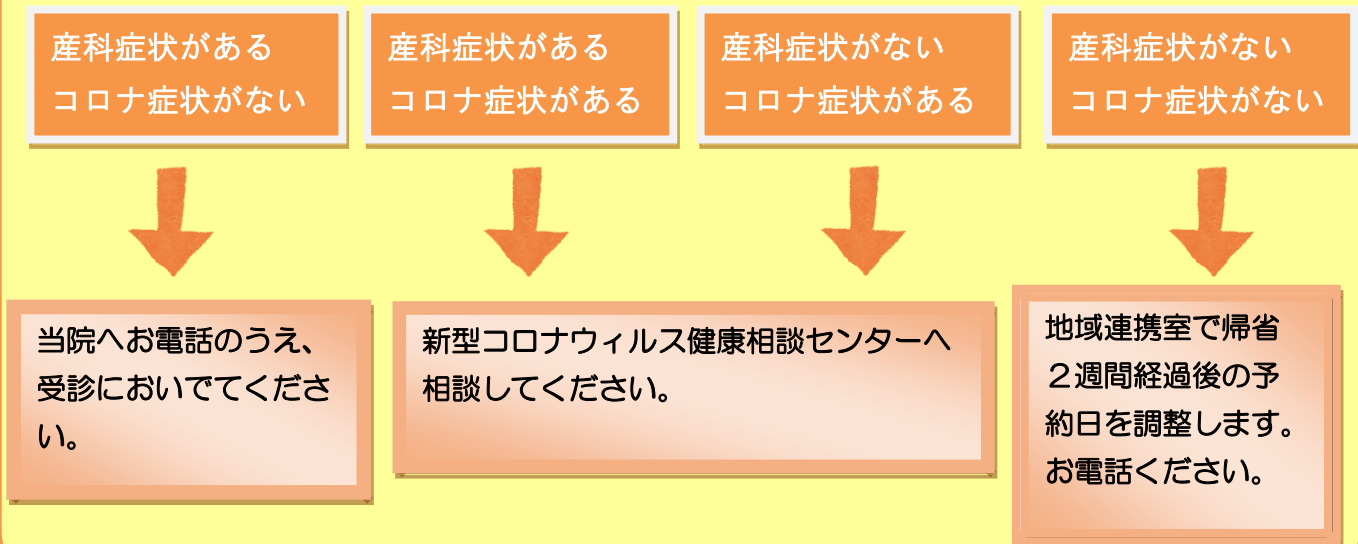 産科症状がある
コロナ症状がない
産科症状がある
コロナ症状がある
産科症状がない
コロナ症状がある
産科症状がない
コロナ症状がない
当院へお電話のうえ、
受診においでてくださ
い。
新型コロナウィルス健康相談センターへ
相談してください。
地域連携室で帰省
２週間経過後の予
約日を調整します。
お電話ください。